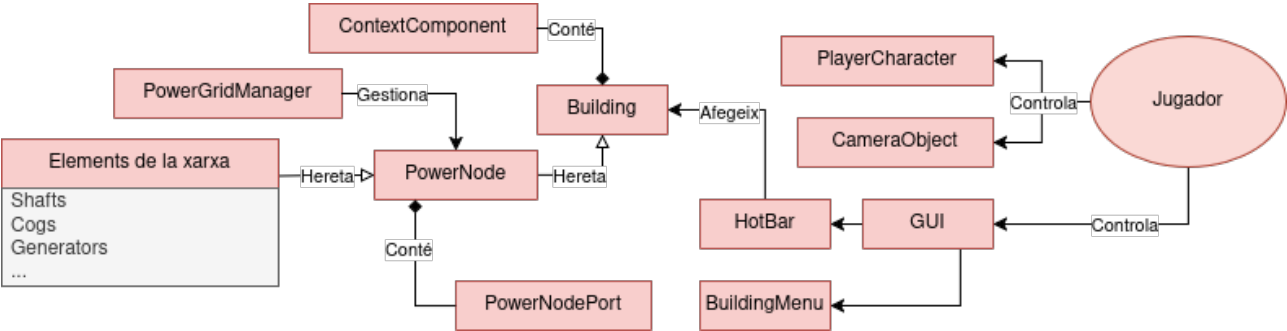 ContextComponent
Conté
PlayerCharacter
PowerGridManager
Gestiona
Building
Afegeix
Controla
Jugador
CameraObject
Elements de la xarxa
Hereta
PowerNode
Hereta
Shafts
Cogs
Generators
...
HotBar
GUI
Controla
Conté
PowerNodePort
BuildingMenu